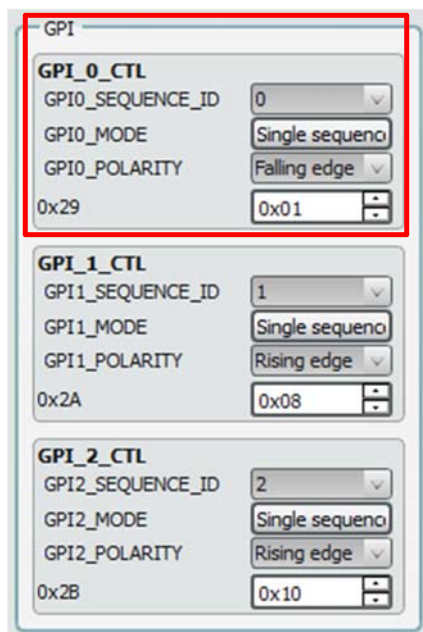 GPI
GPI_0_CTL
GPI0_SEQUENCE_ID 0
GPI0_MODE Single sequenc
GPI0_POLARITY Falling edge
0x29 0x01
GPI_1_CTL
GPI1_SEQUENCE_ID 1
GPI1_MODE Single sequenc
GPI1_POLARITY Rising edge
0x2A 0x08
GPI_2_CTL
GPI2_SEQUENCE_ID 2
GPI2_MODE Single sequenc
GPI2_POLARITY Rising edge
0x2B 0x10